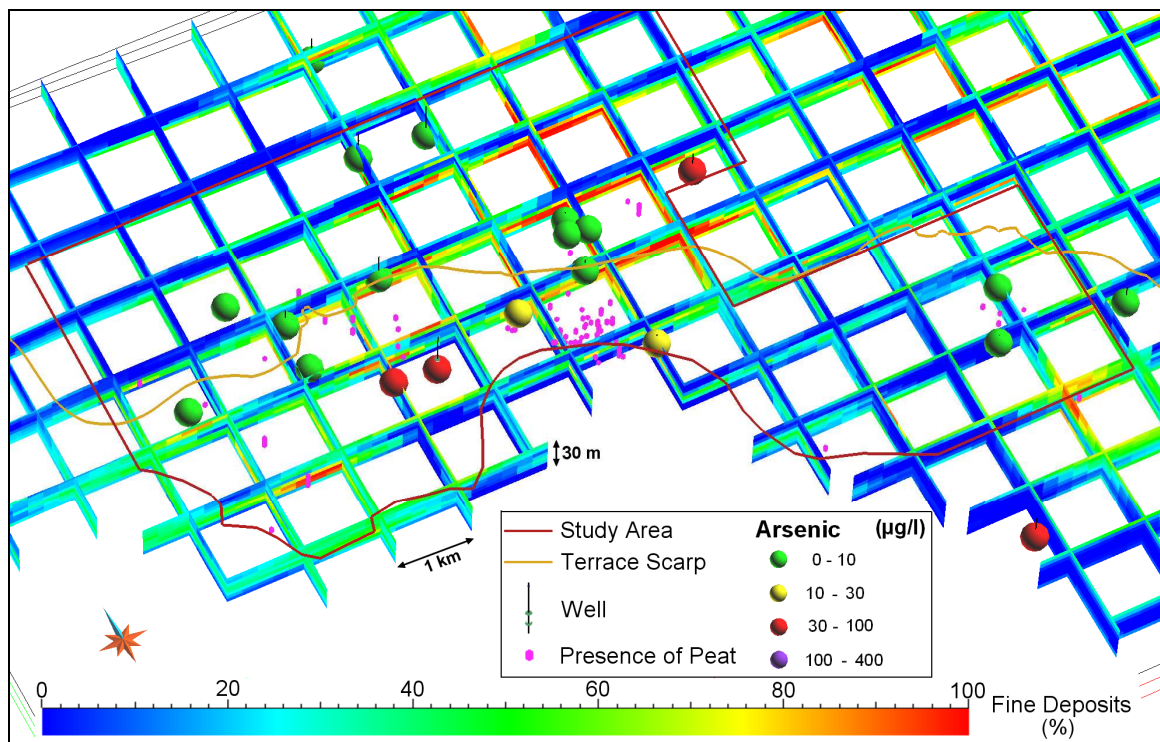 30 m
1 km
Study Area
Terrace Scarp
Well
Presence of Peat
Arsenic (µg/l)
0 - 10
10 - 30
30 - 100
100 - 400
0 20 40 60 80 100
Fine Deposits
(%)